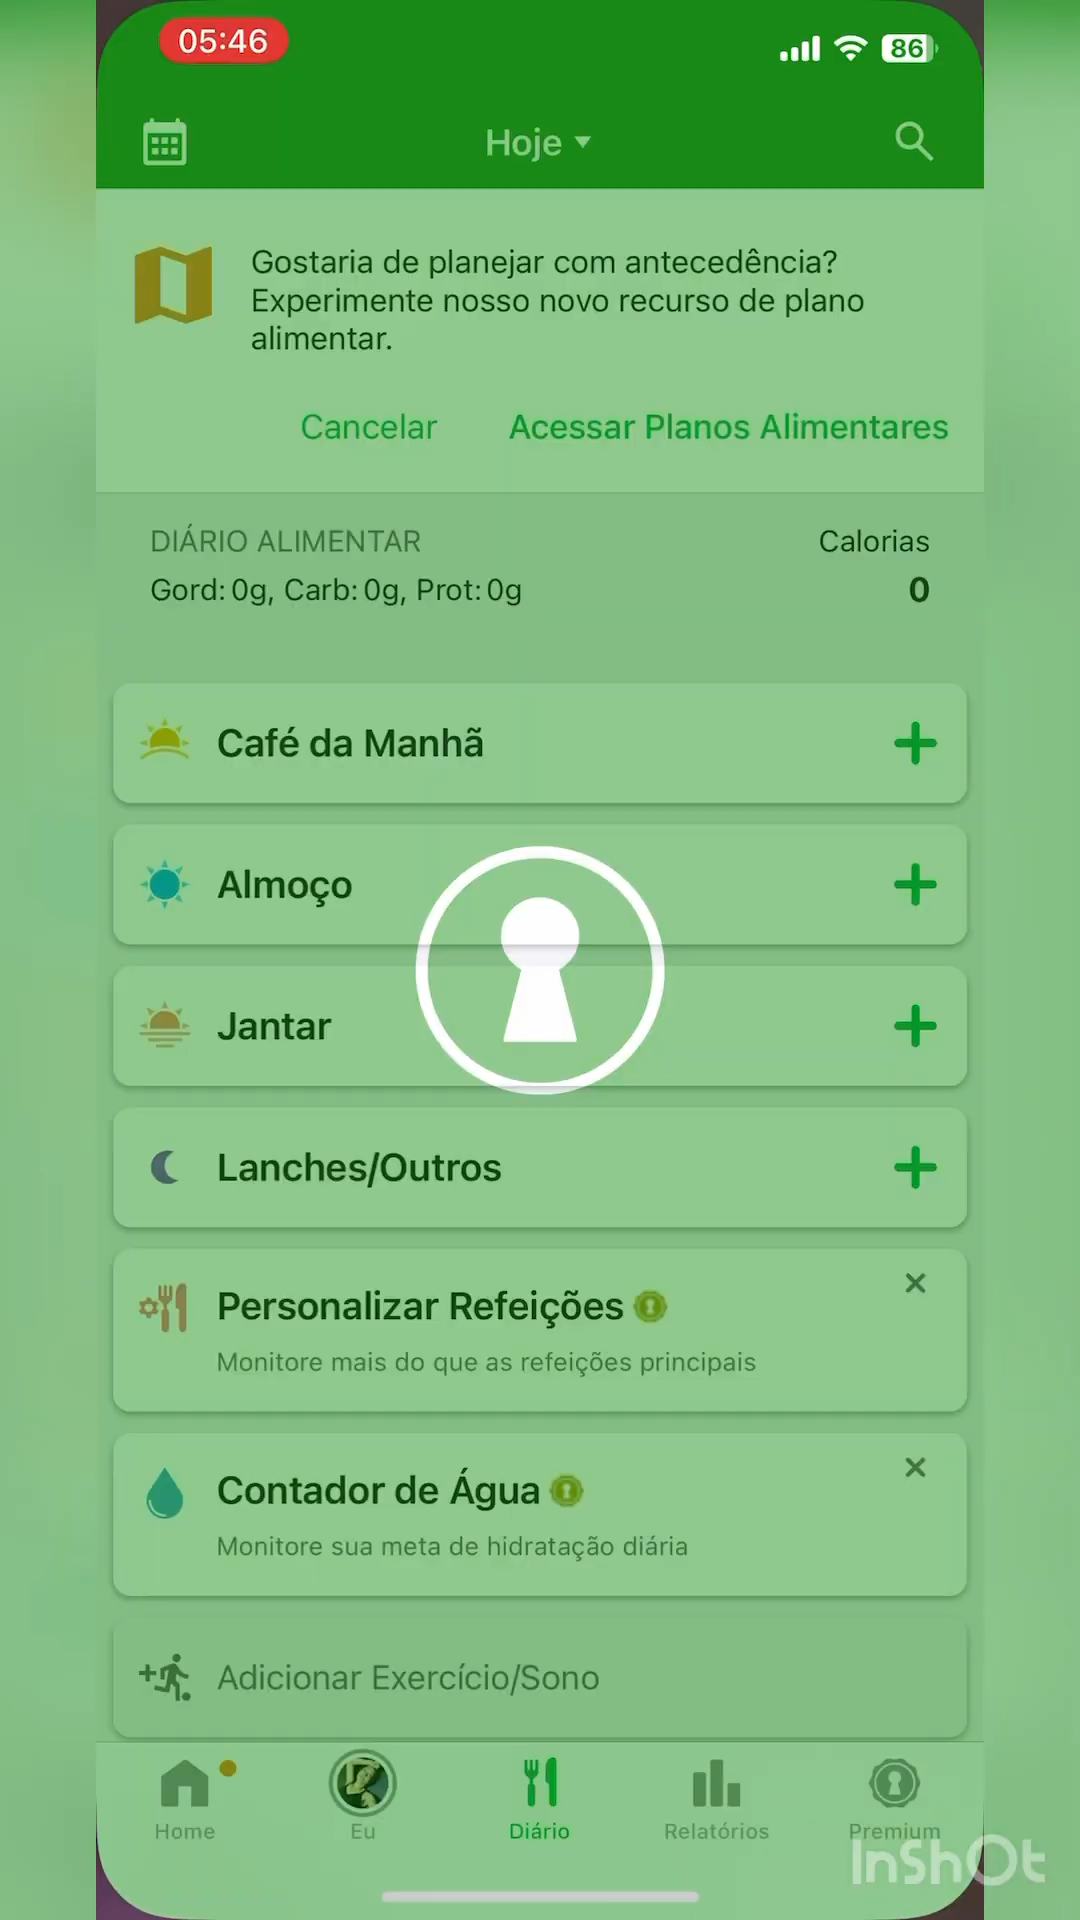 05:46
86
Hoje
Gostaria de planejar com antecedência?
Experimente nosso novo recurso de plano
alimentar.
Cancelar
Acessar Planos Alimentares
DIÁRIO ALIMENTAR
Calorias
Gord: 0g, Carb: 0g, Prot: 0g
0
Café da Manhã
Almoço
Jantar
Lanches/Outros
Personalizar Refeições
Monitore mais do que as refeições principais
Contador de Água
Monitore sua meta de hidratação diária
Adicionar Exercício/Sono
Home
Eu
Diário
Relatórios
Premium
InShOt